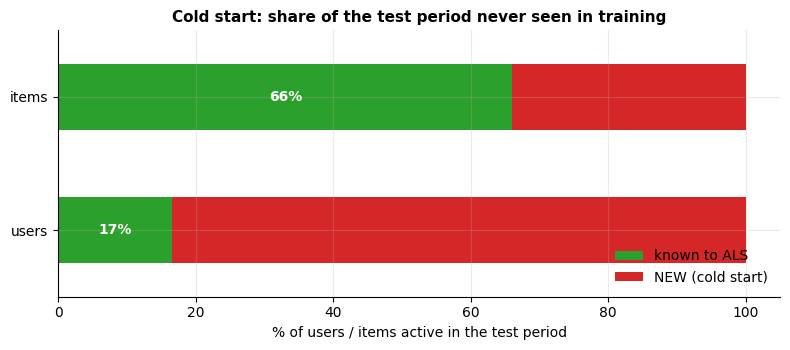 Cold start: share of the test period never seen in training
items
66%
users
17%
known to ALS
NEW (cold start)
0 20 40 60 80 100
% of users / items active in the test period